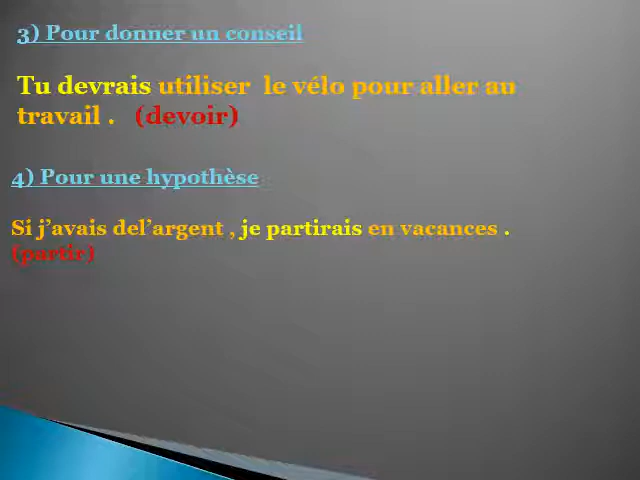 3) Pour donner un conseil
Tu devrais utiliser le vélo pour aller au
travail . (devoir)
4) Pour une hypothèse
Si j’avais del’argent , je partirais en vacances .
(partir)